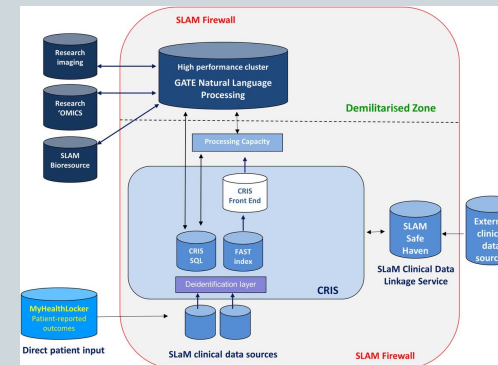 SLAM Firewall
Research
imaging
High performance cluster
GATE Natural Language
Processing
Research
'OMICS
Demilitarised Zone
SLAM
Bioresource
Processing Capacity
CRIS
Front End
CRIS
SQL
FAST
index
SLAM
Safe
Haven
Deidentification layer
CRIS
SLaM Clinical Data
Linkage Service
MyHealthLocker
Patient-reported
outcomes
Direct patient input
SLaM clinical data sources
SLAM Firewall
clinic
data